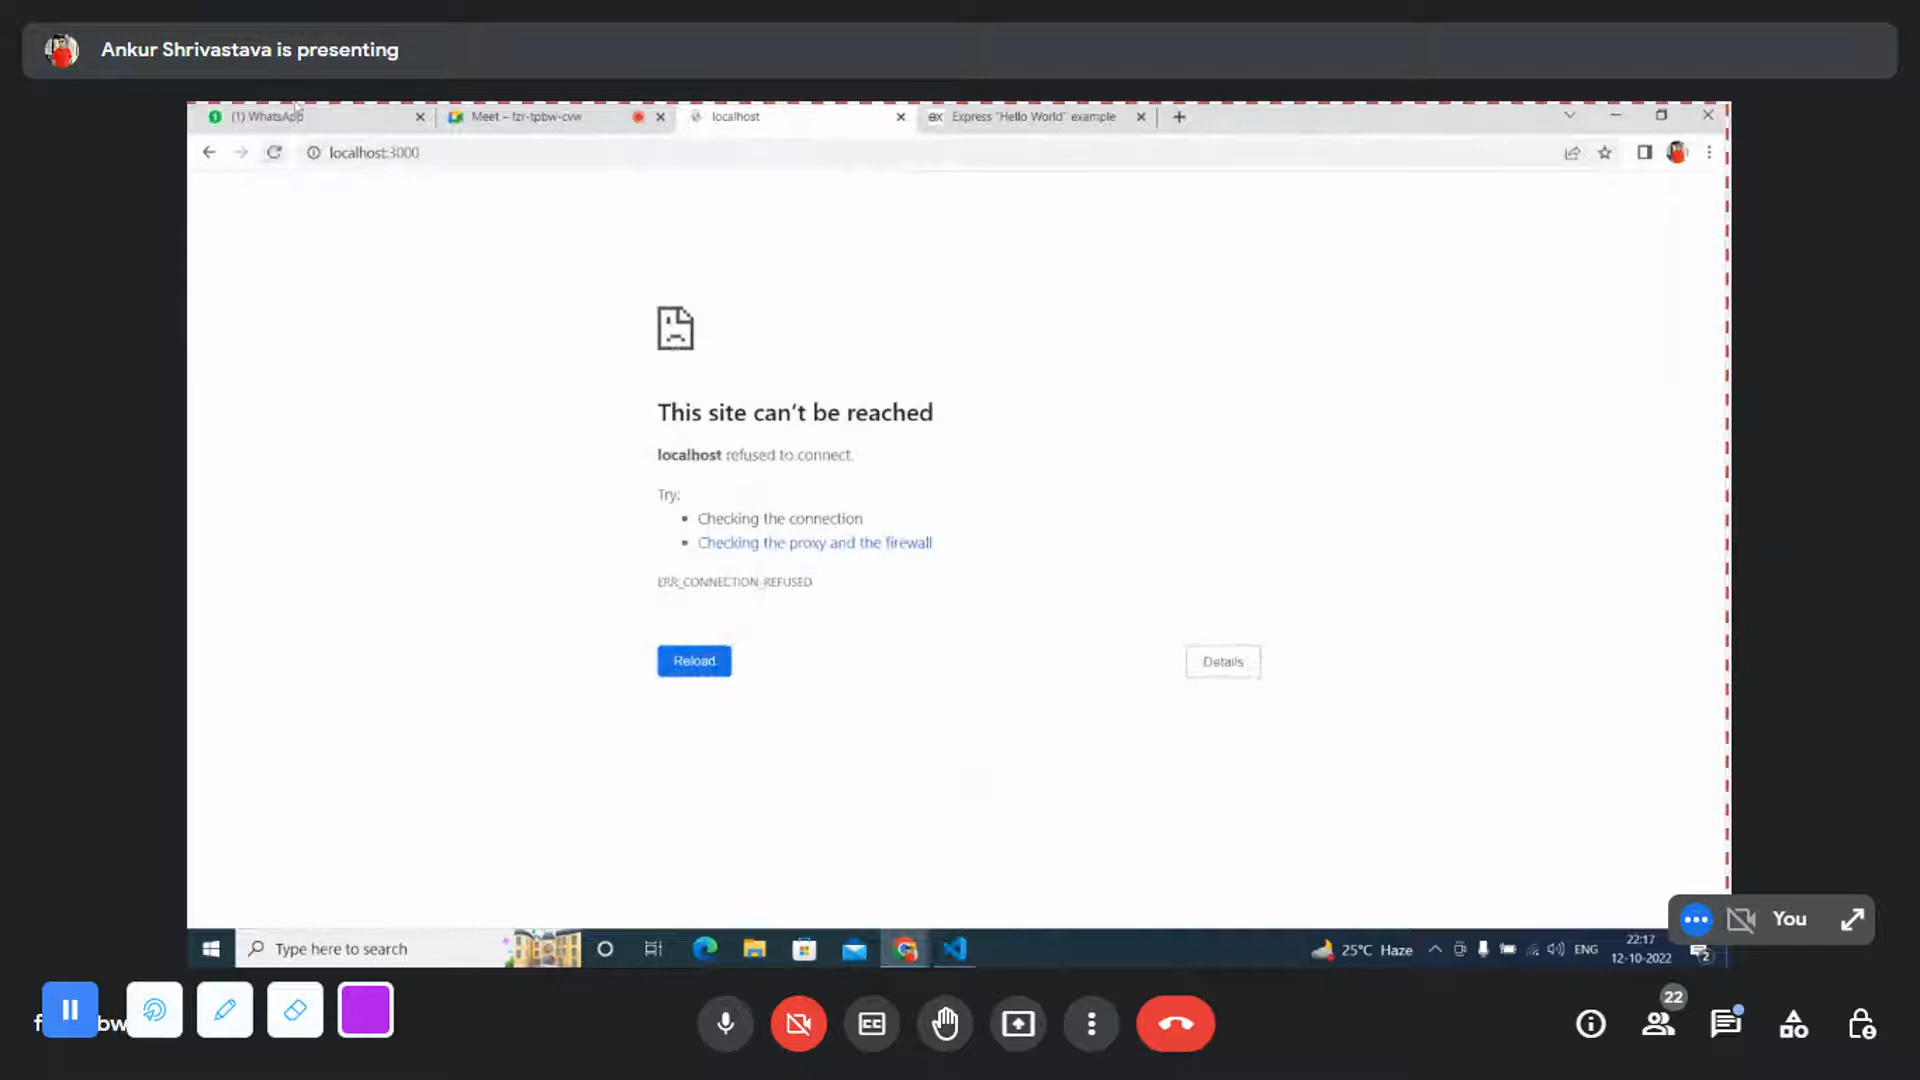 Ankur Shrivastava is presenting
(1) WhatsApp
Meet – fzr-tpbw-cvw
localhost
Express "Hello World" example
localhost:3000
This site can't be reached
localhost refused to connect.
Try:
Checking the connection
Checking the proxy and the firewall
ERR_CONNECTION_REFUSED
Reload
Details
You
Type here to search
25°C Haze
ENG
22:17
12-10-2022
2
22